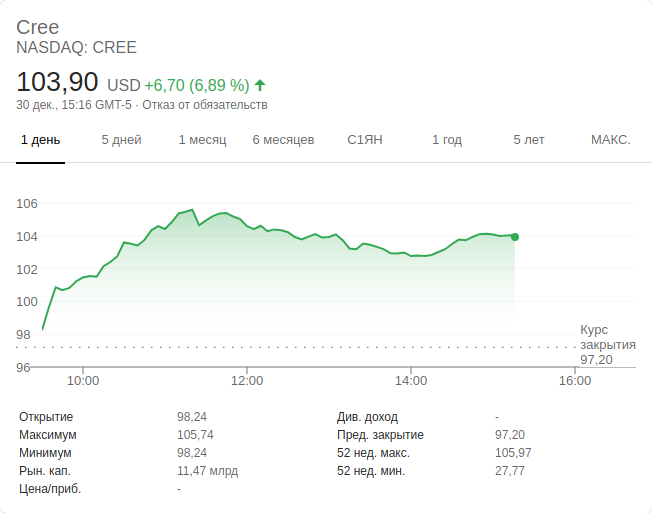 Cree
NASDAQ: CREE
103,90 USD +6,70 (6,89 %)
30 дек., 15:16 GMT-5 · Отказ от обязательств
1 день 5 дней 1 месяц 6 месяцев С1ЯН 1 год 5 лет МАКС.
106
104
102
100
98
96
Курс
закрытия
97,20
10:00 12:00 14:00 16:00
Открытие 98,24 Див. доход -
Максимум 105,74 Пред. закрытие 97,20
Минимум 98,24 52 нед. макс. 105,97
Рын. кап. 11,47 млрд 52 нед. мин. 27,77
Цена/приб. -